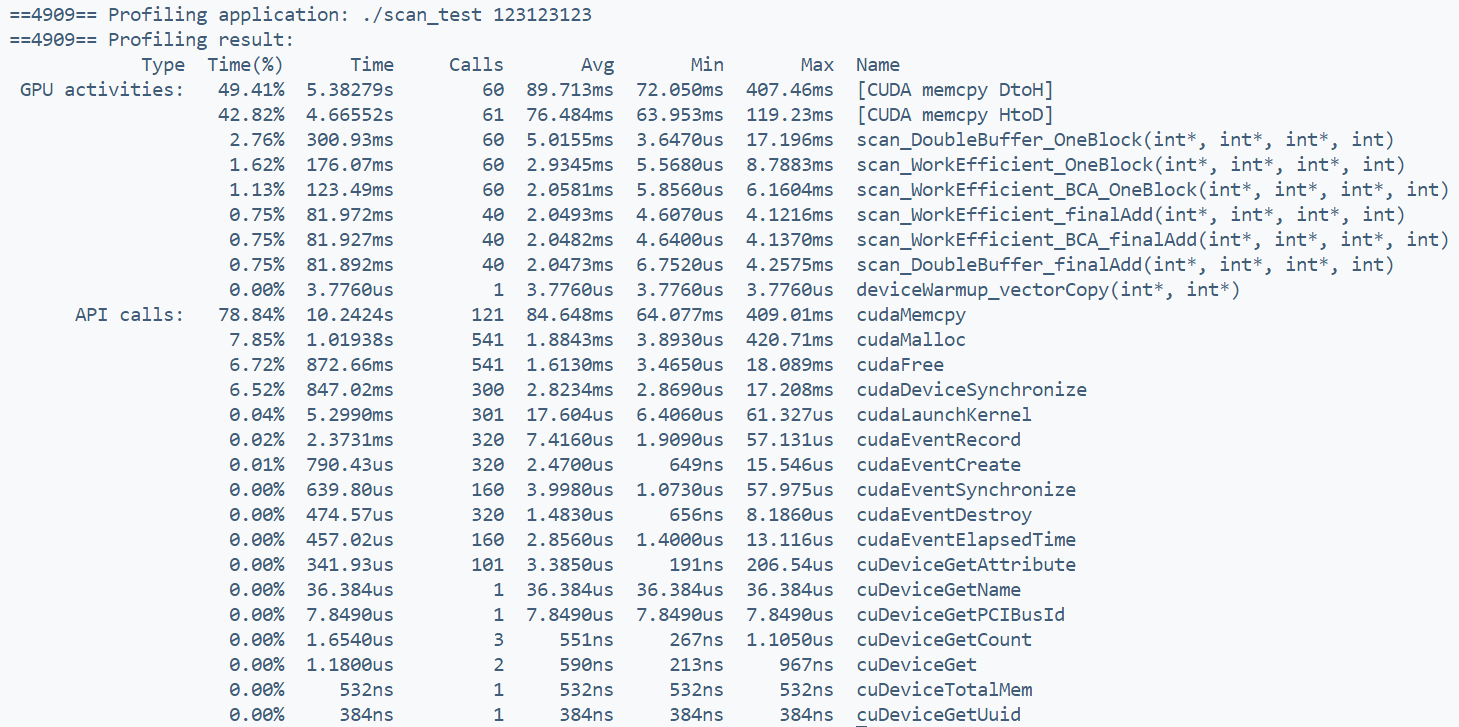 ==4909== Profiling application: ./scan_test 123123123
==4909== Profiling result:
Type Time(%) Time Calls Avg Min Max Name
GPU activities: 49.41% 5.38279s 60 89.713ms 72.050ms 407.46ms [CUDA memcpy DtoH]
42.82% 4.66552s 61 76.484ms 63.953ms 119.23ms [CUDA memcpy HtoD]
2.76% 300.93ms 60 5.0155ms 3.6470us 17.196ms scan_DoubleBuffer_OneBlock(int*, int*, int*, int)
1.62% 176.07ms 60 2.9345ms 5.5680us 8.7883ms scan_WorkEfficient_OneBlock(int*, int*, int*, int)
1.13% 123.49ms 60 2.0581ms 5.8560us 6.1604ms scan_WorkEfficient_BCA_OneBlock(int*, int*, int*, int)
0.75% 81.972ms 40 2.0493ms 4.6070us 4.1216ms scan_WorkEfficient_finalAdd(int*, int*, int*, int)
0.75% 81.927ms 40 2.0482ms 4.6400us 4.1370ms scan_WorkEfficient_BCA_finalAdd(int*, int*, int*, int)
0.75% 81.892ms 40 2.0473ms 6.7520us 4.2575ms scan_DoubleBuffer_finalAdd(int*, int*, int*, int)
0.00% 3.7760us 1 3.7760us 3.7760us 3.7760us deviceWarmup_vectorCopy(int*, int*)
API calls: 78.84% 10.2424s 121 84.648ms 64.077ms 409.01ms cudaMemcpy
7.85% 1.01938s 541 1.8843ms 3.8930us 420.71ms cudaMalloc
6.72% 872.66ms 541 1.6130ms 3.4650us 18.089ms cudaFree
6.52% 847.02ms 300 2.8234ms 2.8690us 17.208ms cudaDeviceSynchronize
0.04% 5.2990ms 301 17.604us 6.4060us 61.327us cudaLaunchKernel
0.02% 2.3731ms 320 7.4160us 1.9090us 57.131us cudaEventRecord
0.01% 790.43us 320 2.4700us 649ns 15.546us cudaEventCreate
0.00% 639.80us 160 3.9980us 1.0730us 57.975us cudaEventSynchronize
0.00% 474.57us 320 1.4830us 656ns 8.1860us cudaEventDestroy
0.00% 457.02us 160 2.8560us 1.4000us 13.116us cudaEventElapsedTime
0.00% 341.93us 101 3.3850us 191ns 206.54us cuDeviceGetAttribute
0.00% 36.384us 1 36.384us 36.384us 36.384us cuDeviceGetName
0.00% 7.8490us 1 7.8490us 7.8490us 7.8490us cuDeviceGetPCIBusId
0.00% 1.6540us 3 551ns 267ns 1.1050us cuDeviceGetCount
0.00% 1.1800us 2 590ns 213ns 967ns cuDeviceGet
0.00% 532ns 1 532ns 532ns 532ns cuDeviceTotalMem
0.00% 384ns 1 384ns 384ns 384ns cuDeviceGetUuid